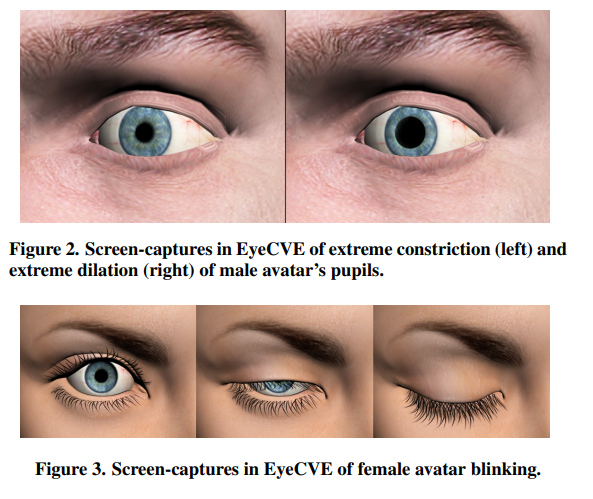 Figure 2. Screen-captures in EyeCVE of extreme constriction (left) and
extreme dilation (right) of male avatar’s pupils.
Figure 3. Screen-captures in EyeCVE of female avatar blinking.